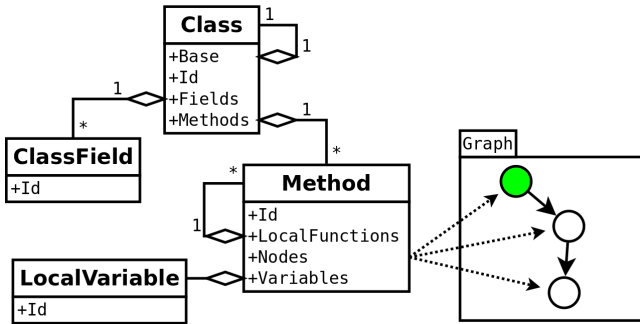 Class
+Base
+Id
+Fields
+Methods
1
1
1
*
1
*
ClassField
+Id
Method
+Id
+LocalFunctions
+Nodes
+Variables
*
1
LocalVariable
+Id
Graph